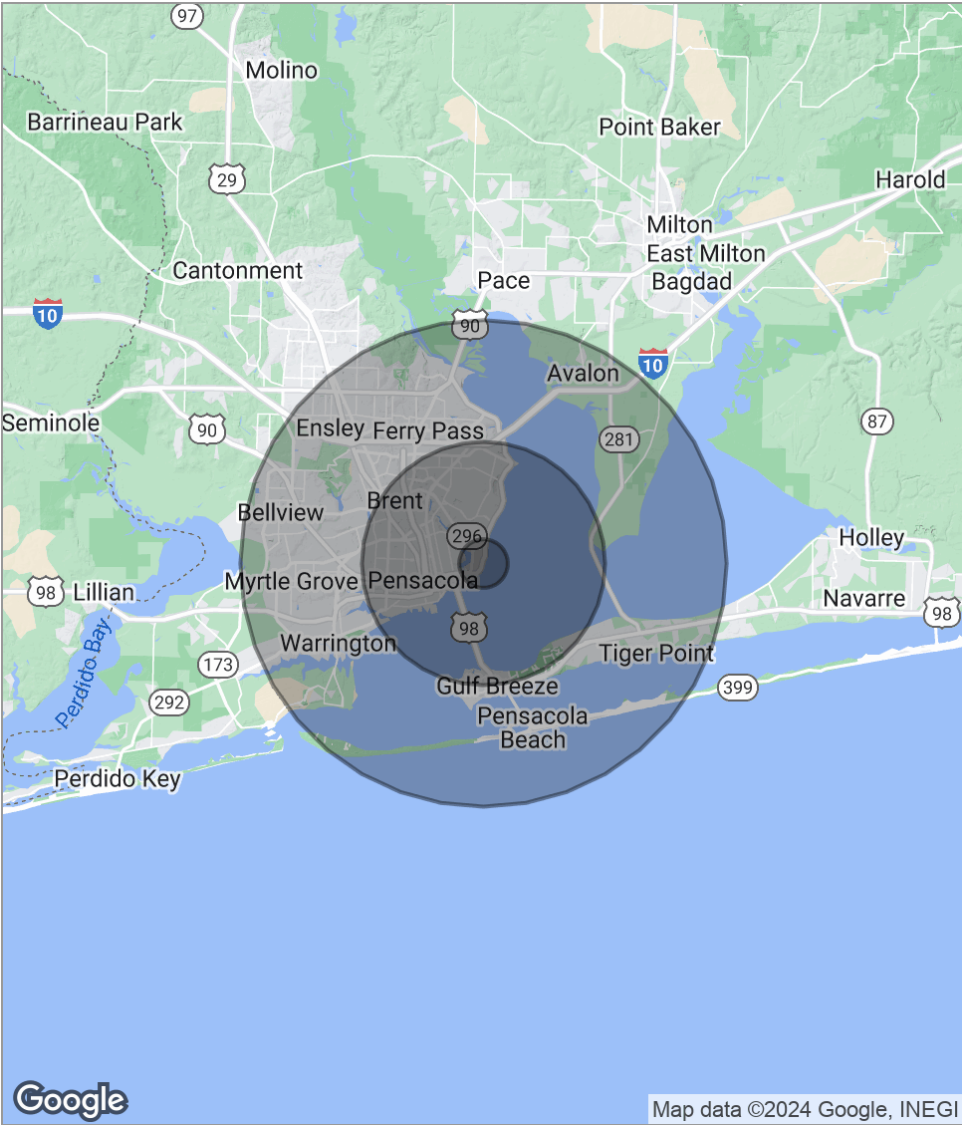 97
Molino
Barrineau Park
Point Baker
29
Harold
Milton
East Milton
Cantonment
Pace
Bagdad
10
90
10
Avalon
Seminole
90
Ensley
Ferry Pass
281
87
Brent
Bellview
296
Holley
Myrtle Grove
Pensacola
98
Lillian
Navarre
98
98
Warrington
Tiger Point
173
Perdido Bay
Gulf Breeze
399
292
Pensacola
Beach
Perdido Key
Google
Map data ©2024 Google, INEGI